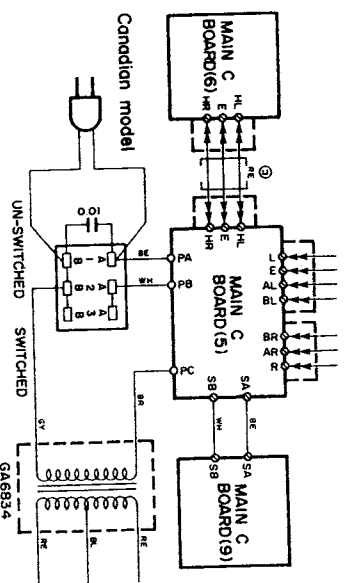 Canadian model
MAIN C
BOARD(6)
HR
E
HL
RE
HR
E
HL
MAIN C
BOARD(5)
L
E
AL
BL
BR
AR
R
PA
PB
PC
SB
SA
BE
WH
BR
WH
BE
SB
SA
MAIN C
BOARD(9)
0.01
A
1
B
A
2
B
A
3
B
UN-SWITCHED
SWITCHED
GY
RE
BL
RE
GA6834